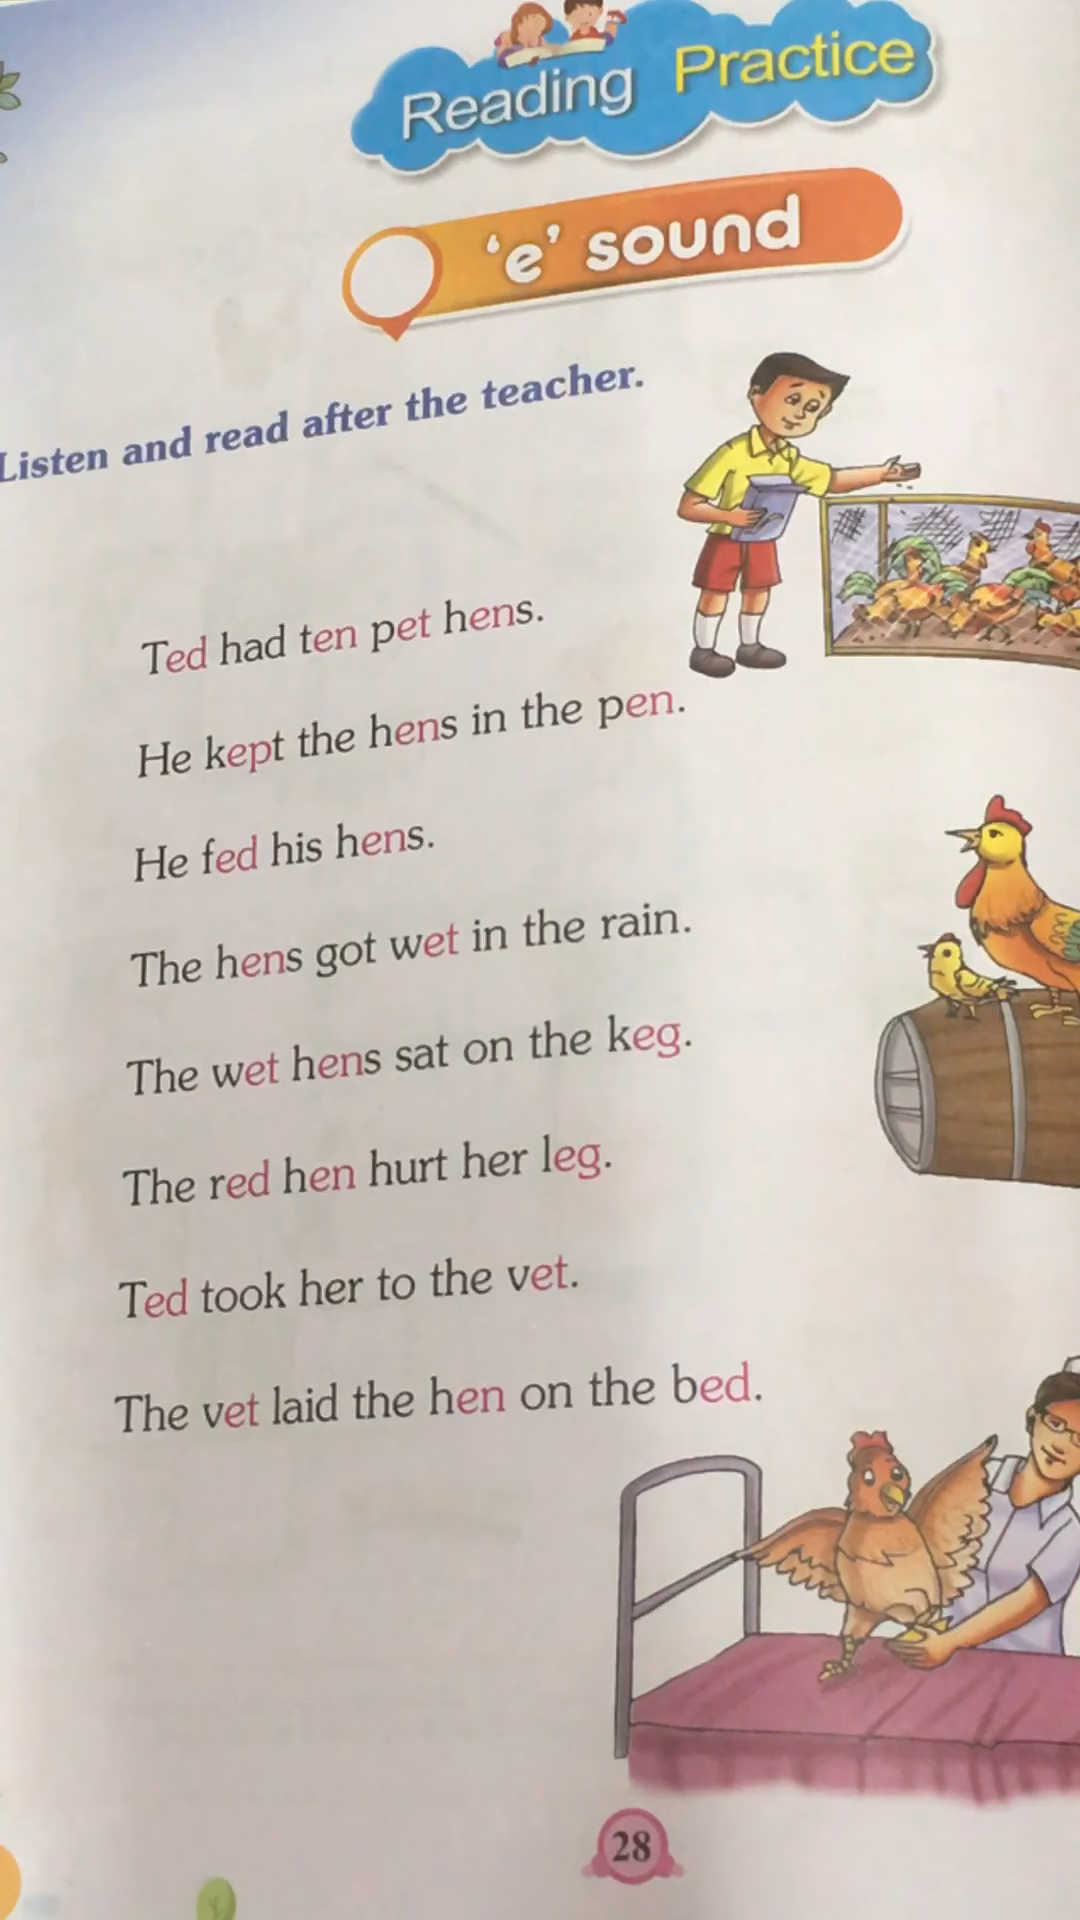 Reading Practice
‘e’ sound
Listen and read after the teacher.
Ted had ten pet hens.
He kept the hens in the pen.
He fed his hens.
The hens got wet in the rain.
The wet hens sat on the keg.
The red hen hurt her leg.
Ted took her to the vet.
The vet laid the hen on the bed.
28